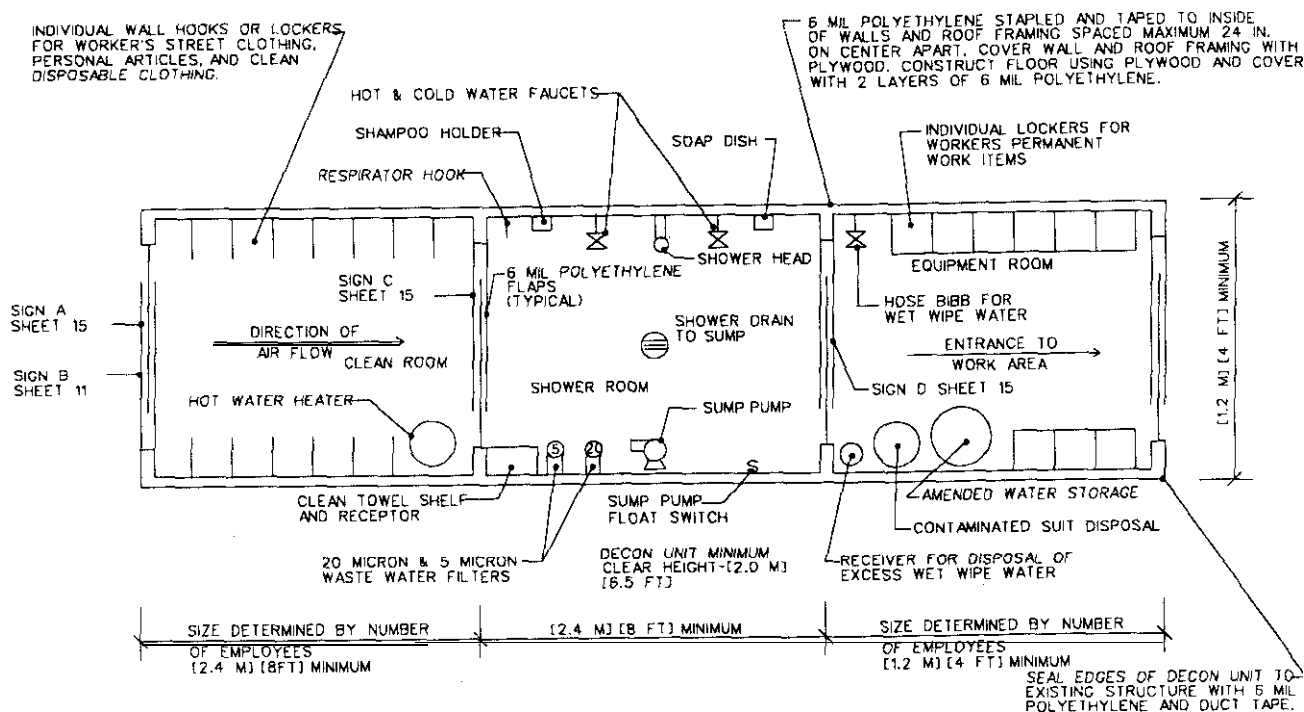 INDIVIDUAL WALL HOOKS OR LOCKERS
FOR WORKER'S STREET CLOTHING,
PERSONAL ARTICLES, AND CLEAN
DISPOSABLE CLOTHING.
6 MIL POLYETHYLENE STAPLED AND TAPED TO INSIDE
OF WALLS AND ROOF FRAMING SPACED MAXIMUM 24 IN.
ON CENTER APART. COVER WALL AND ROOF FRAMING WITH
PLYWOOD. CONSTRUCT FLOOR USING PLYWOOD AND COVER
WITH 2 LAYERS OF 6 MIL POLYETHYLENE.
HOT & COLD WATER FAUCETS
SHAMPOO HOLDER
SOAP DISH
INDIVIDUAL LOCKERS FOR
WORKERS PERMANENT
WORK ITEMS
RESPIRATOR HOOK
SHOWER HEAD
EQUIPMENT ROOM
SIGN C
SHEET 15
6 MIL POLYETHYLENE
FLAPS
(TYPICAL)
HOSE BIBB FOR
WET WIPE WATER
SIGN A
SHEET 15
DIRECTION OF
AIR FLOW
CLEAN ROOM
SHOWER DRAIN
TO SUMP
ENTRANCE TO
WORK AREA
SIGN B
SHEET 11
SHOWER ROOM
SIGN D SHEET 15
HOT WATER HEATER
SUMP PUMP
5
20
S
CLEAN TOWEL SHELF
AND RECEPTOR
SUMP PUMP
FLOAT SWITCH
AMENDED WATER STORAGE
CONTAMINATED SUIT DISPOSAL
20 MICRON & 5 MICRON
WASTE WATER FILTERS
DECON UNIT MINIMUM
CLEAR HEIGHT-[2.0 M]
[6.5 FT]
RECEIVER FOR DISPOSAL OF
EXCESS WET WIPE WATER
[1.2 M] [4 FT] MINIMUM
SIZE DETERMINED BY NUMBER
OF EMPLOYEES
[2.4 M] [8FT] MINIMUM
[2.4 M] [8 FT] MINIMUM
SIZE DETERMINED BY NUMBER
OF EMPLOYEES
[1.2 M] [4 FT] MINIMUM
SEAL EDGES OF DECON UNIT TO
EXISTING STRUCTURE WITH 6 MIL
POLYETHYLENE AND DUCT TAPE.